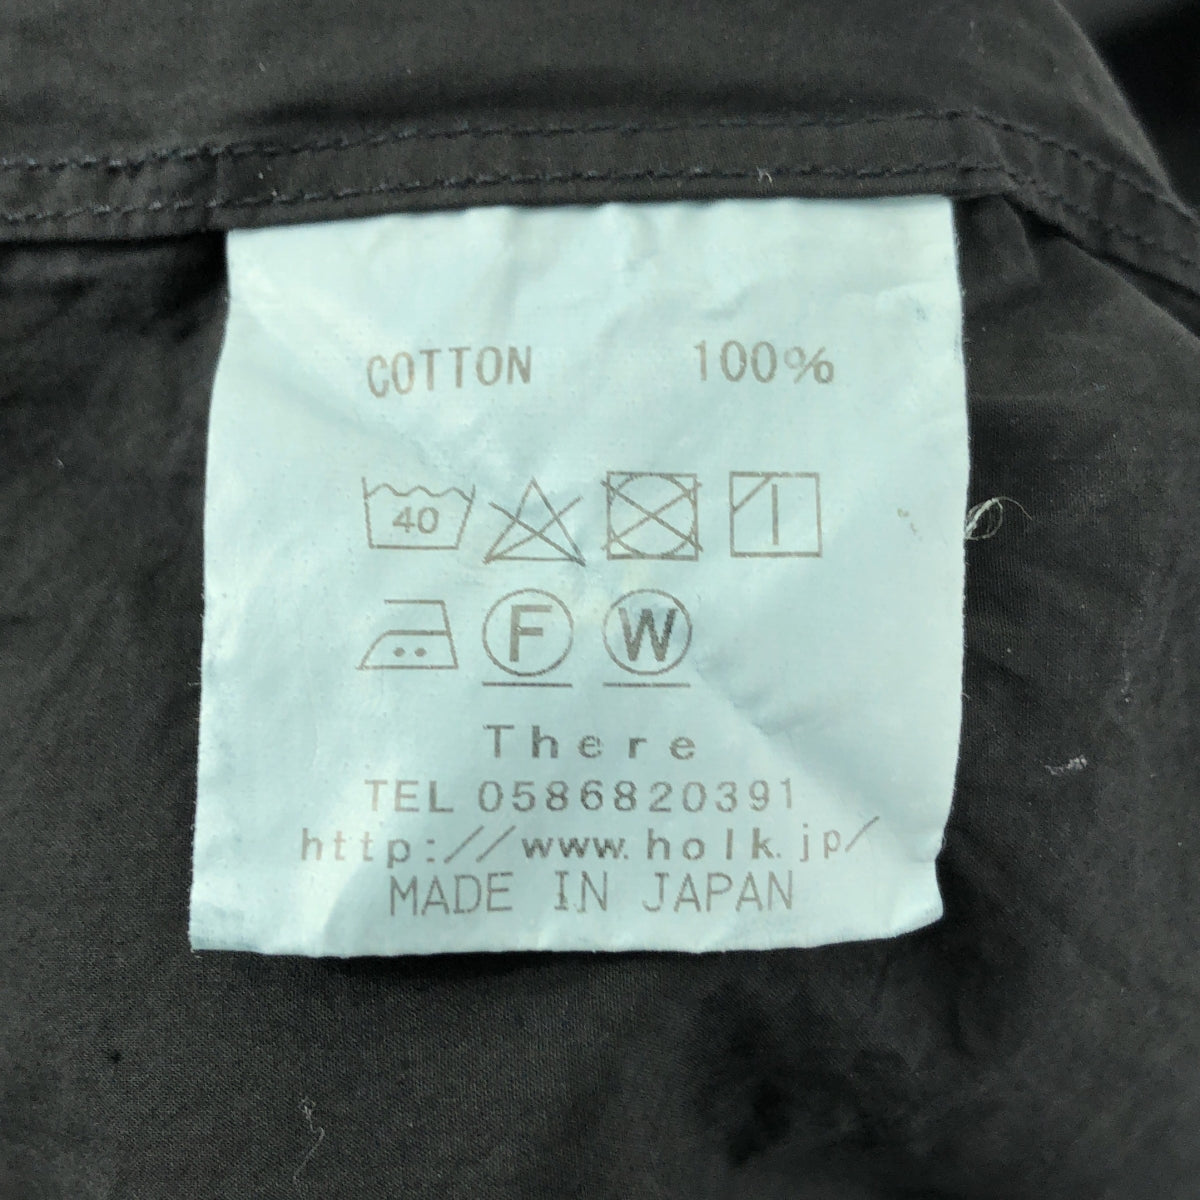 COTTON 100%
40
F W
There
TEL 0586820391
http://www.holk.jp/
MADE IN JAPAN